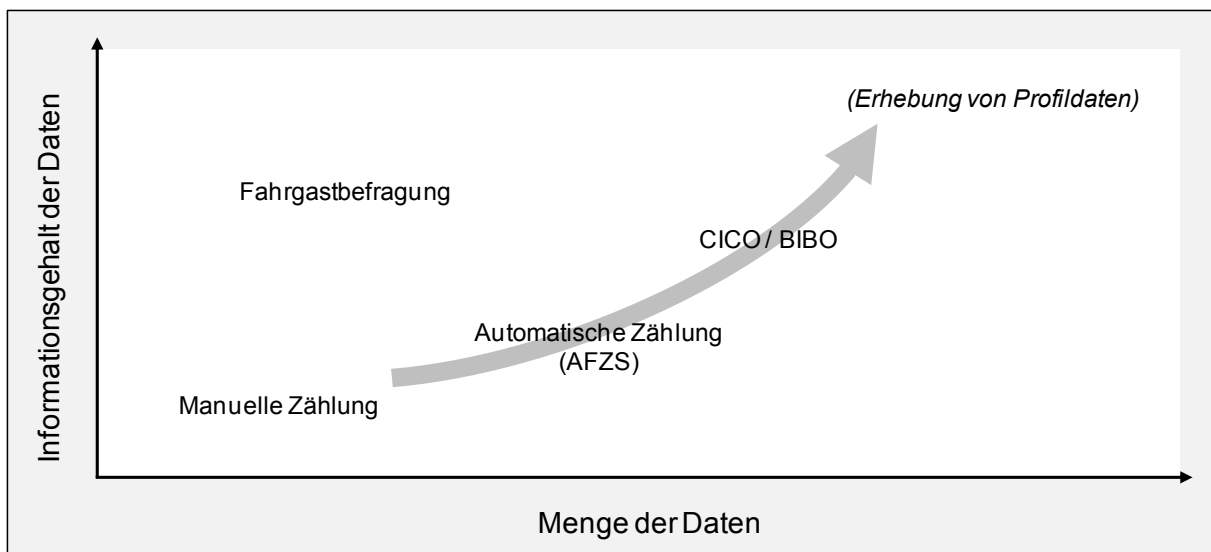 Informationsgehalt der Daten
(Erhebung von Profildaten)
Fahrgastbefragung
CICO / BIBO
Automatische Zählung
(AFZS)
Manuelle Zählung
Menge der Daten